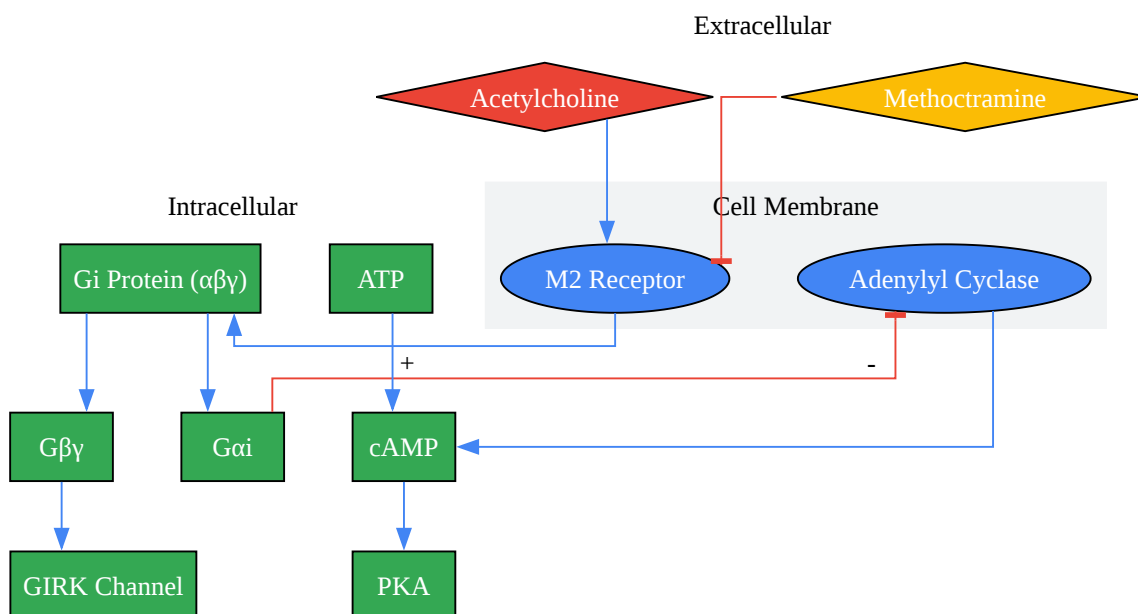 Extracellular
Acetylcholine
Methoctramine
Intracellular
Cell Membrane
Gi Protein (αβγ)
ATP
M2 Receptor
Adenylyl Cyclase
+
-
Gβγ
Gαi
cAMP
GIRK Channel
PKA